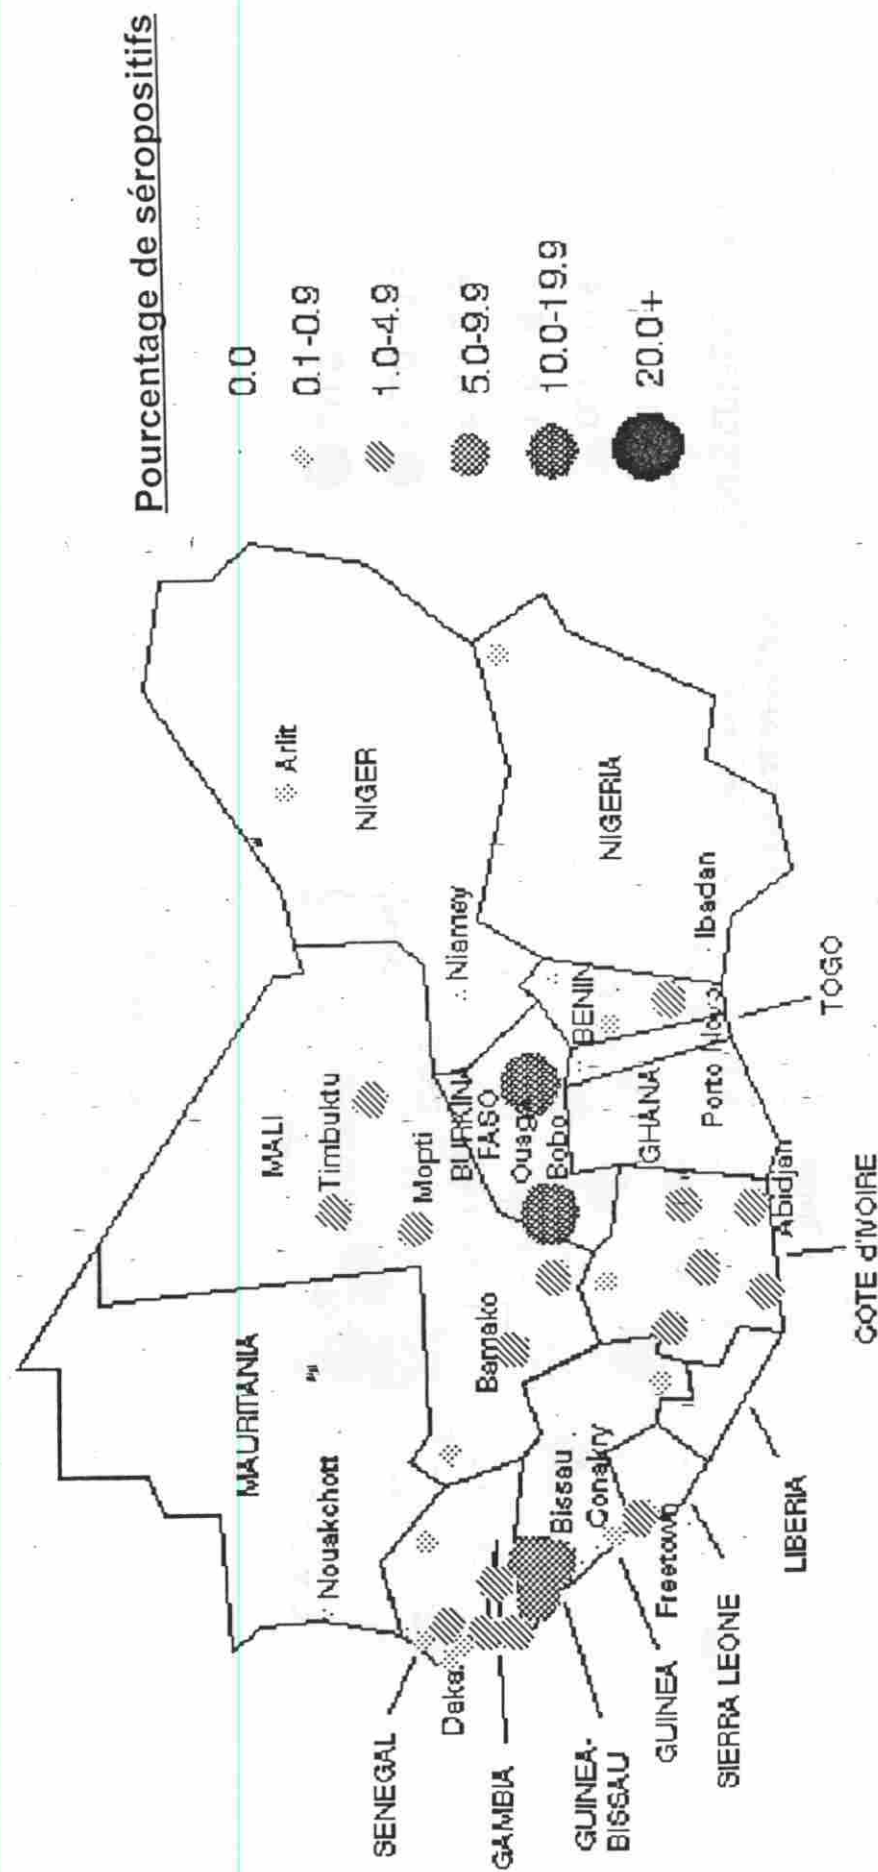 Pourcentage de séropositifs
0.0
0.1-0.9
1.0-4.9
5.0-9.9
10.0-19.9
20.0+
MAURITANIA
Nouakchott
MALI
Timbuktu
Mopti
Bamako
Arlit
NIGER
Niamey
BURKINA
FASO
Ouaga
Bobo
BENIN
NIGERIA
Ibadan
GHANA
Porto Novo
TOGO
Abidjan
COTE d'IVOIRE
SENEGAL
Dakar
GAMBIA
GUINEA-
BISSAU
Bissau
Conakry
GUINEA
Freetown
SIERRA LEONE
LIBERIA